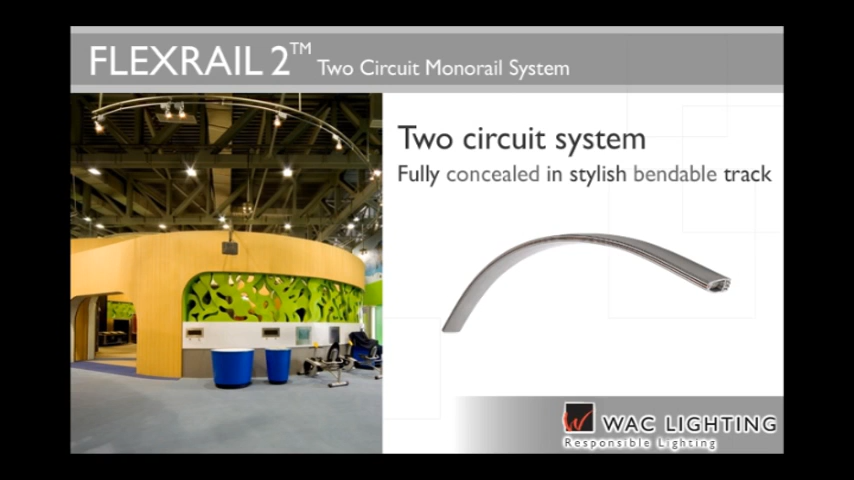 FLEXRAIL 2™ Two Circuit Monorail System
Two circuit system
Fully concealed in stylish bendable track
WAC LIGHTING
Responsible Lighting